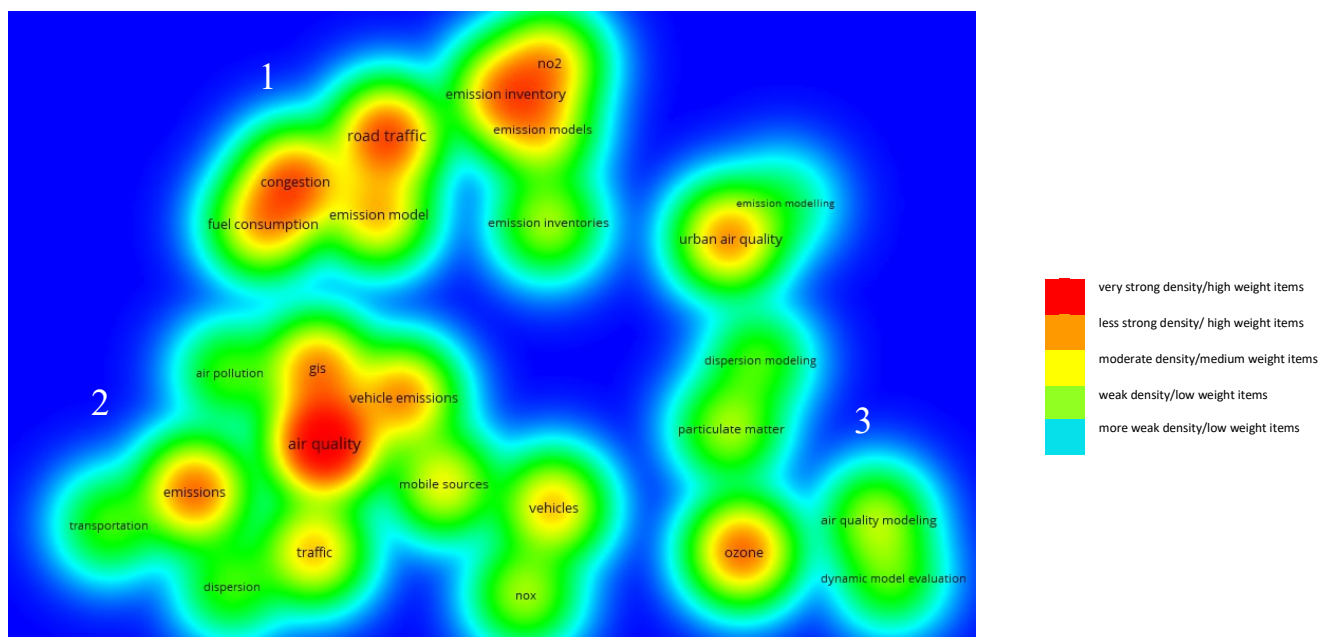 1
no2
emission inventory
emission models
road traffic
congestion
fuel consumption
emission model
emission inventories
emission modelling
urban air quality
dispersion modeling
particulate matter
2
air pollution
gis
vehicle emissions
air quality
emissions
mobile sources
transportation
traffic
vehicles
dispersion
nox
3
air quality modeling
ozone
dynamic model evaluation
very strong density/high weight items
less strong density/ high weight items
moderate density/medium weight items
weak density/low weight items
more weak density/low weight items